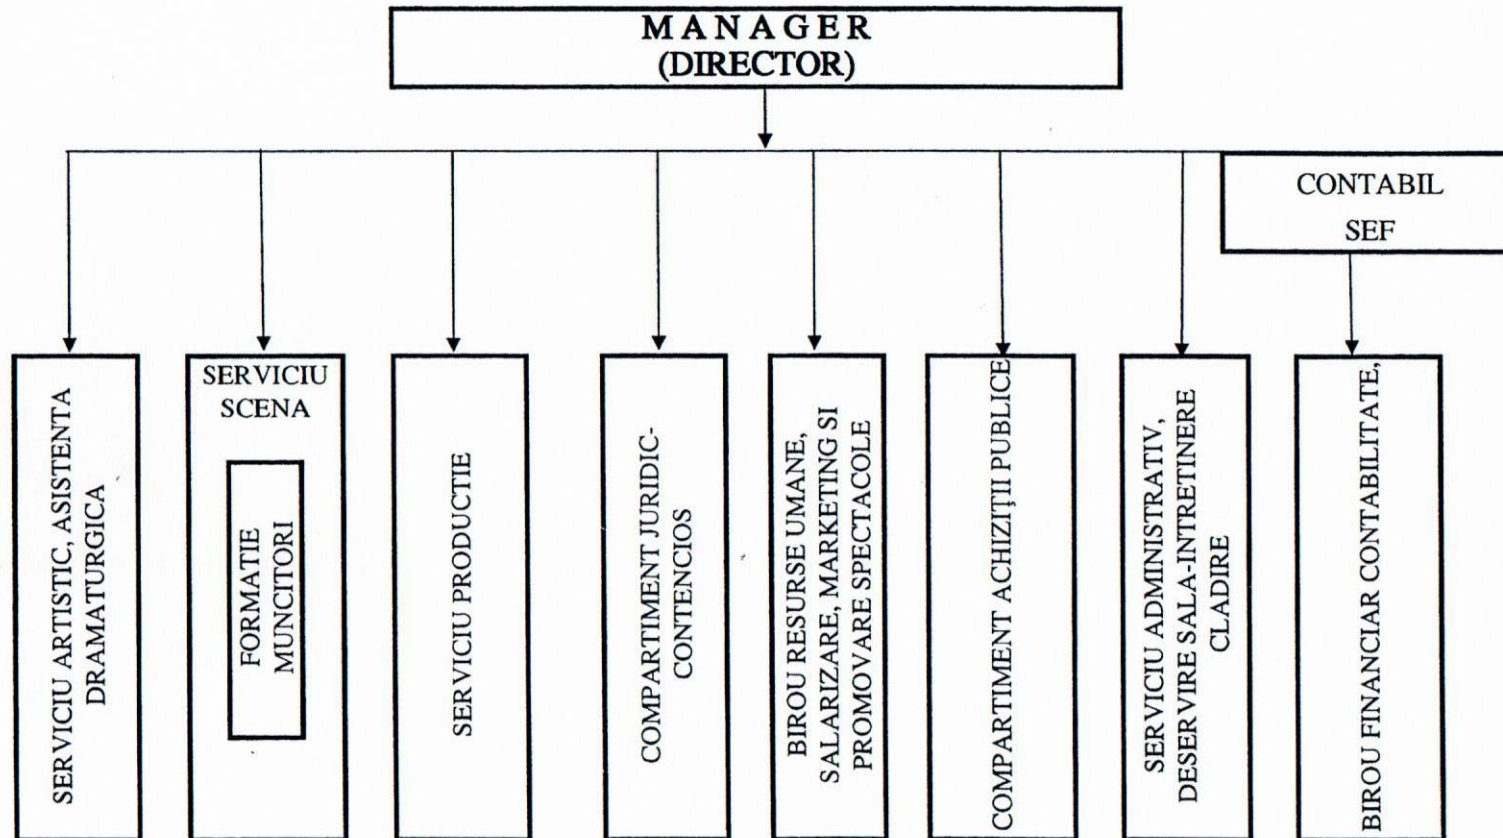 MANAGER
(DIRECTOR)
CONTABIL
SEF
SERVICIU ARTISTIC, ASISTENTA
DRAMATURGICA
SERVICIU
SCENA
FORMATIE
MUNCITORI
SERVICIU PRODUCTIE
COMPARTIMENT JURIDIC-
CONTENCIOS
BIROU RESURSE UMANE,
SALARIZARE, MARKETING SI
PROMOVARE SPECTACOLE
COMPARTIMENT ACHIZIŢII PUBLICE
SERVICIU ADMINISTRATIV,
DESERVIRE SALA-INTRETINERE
CLADIRE
BIROU FINANCIAR CONTABILITATE,